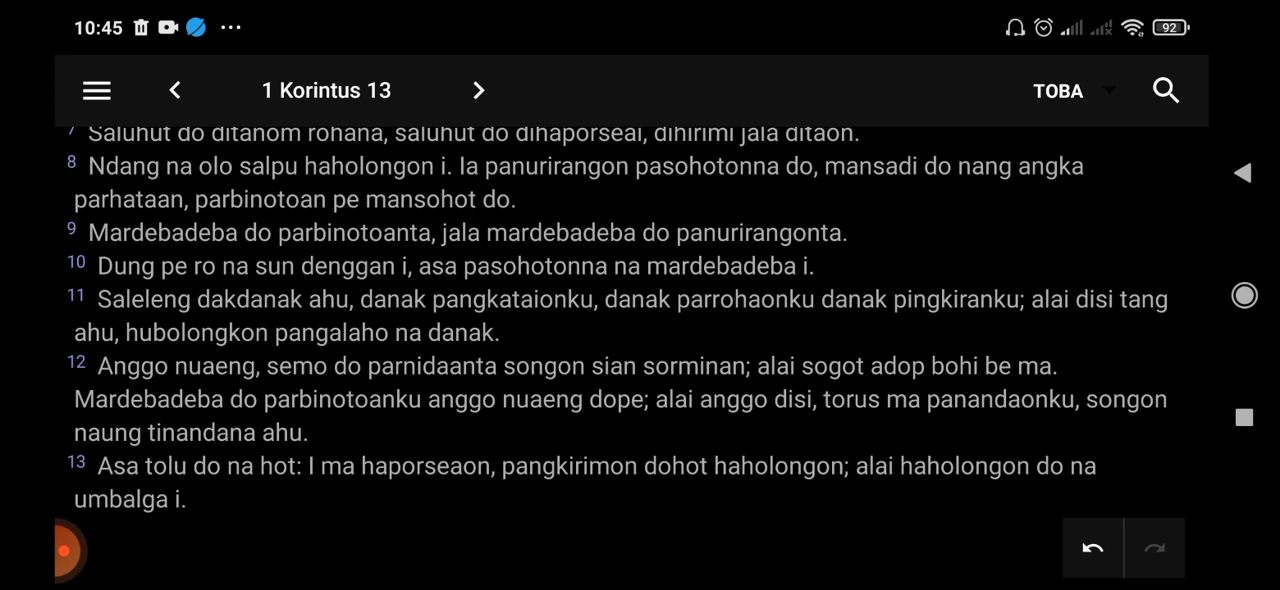 10:45 ... 92
1 Korintus 13 TOBA
7 Saluhut do ditanom rohana, saluhut do dihaporseai, dihirimi jala ditaon.
8 Ndang na olo salpu haholongon i. Ia panurirangon pasohotonna do, mansadi do nang angka
parhataan, parbinotoan pe mansohot do.
9 Mardebadeba do parbinotoanta, jala mardebadeba do panurirangonta.
10 Dung pe ro na sun denggan i, asa pasohotonna na mardebadeba i.
11 Saleleng dakdanak ahu, danak pangkataionku, danak parrohaonku danak pingkiranku; alai disi tang
ahu, hubolongkon pangalaho na danak.
12 Anggo nuaeng, semo do parnidaanta songon sian sorminan; alai sogot adop bohi be ma.
Mardebadeba do parbinotoanku anggo nuaeng dope; alai anggo disi, torus ma panandaonku, songon
naung tinandana ahu.
13 Asa tolu do na hot: I ma haporseaon, pangkirimon dohot haholongon; alai haholongon do na
umbalga i.